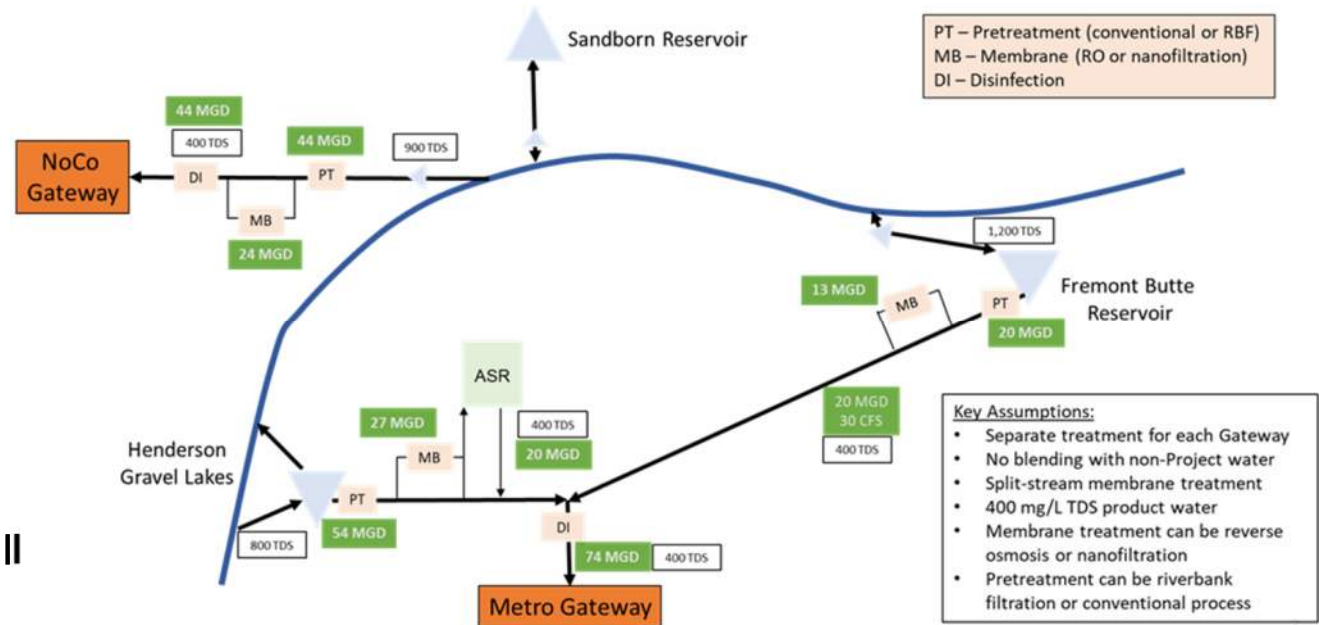 Sandborn Reservoir
PT – Pretreatment (conventional or RBF)
MB – Membrane (RO or nanofiltration)
DI – Disinfection
44 MGD
400 TDS
44 MGD
900 TDS
NoCo
Gateway
DI
PT
MB
24 MGD
1,200 TDS
13 MGD
MB
PT
20 MGD
Fremont Butte
Reservoir
ASR
20 MGD
30 CFS
400 TDS
27 MGD
MB
400 TDS
20 MGD
Henderson
Gravel Lakes
PT
54 MGD
800 TDS
DI
74 MGD
400 TDS
Metro Gateway
Key Assumptions:
• Separate treatment for each Gateway
• No blending with non-Project water
• Split-stream membrane treatment
• 400 mg/L TDS product water
• Membrane treatment can be reverse
osmosis or nanofiltration
• Pretreatment can be riverbank
filtration or conventional process